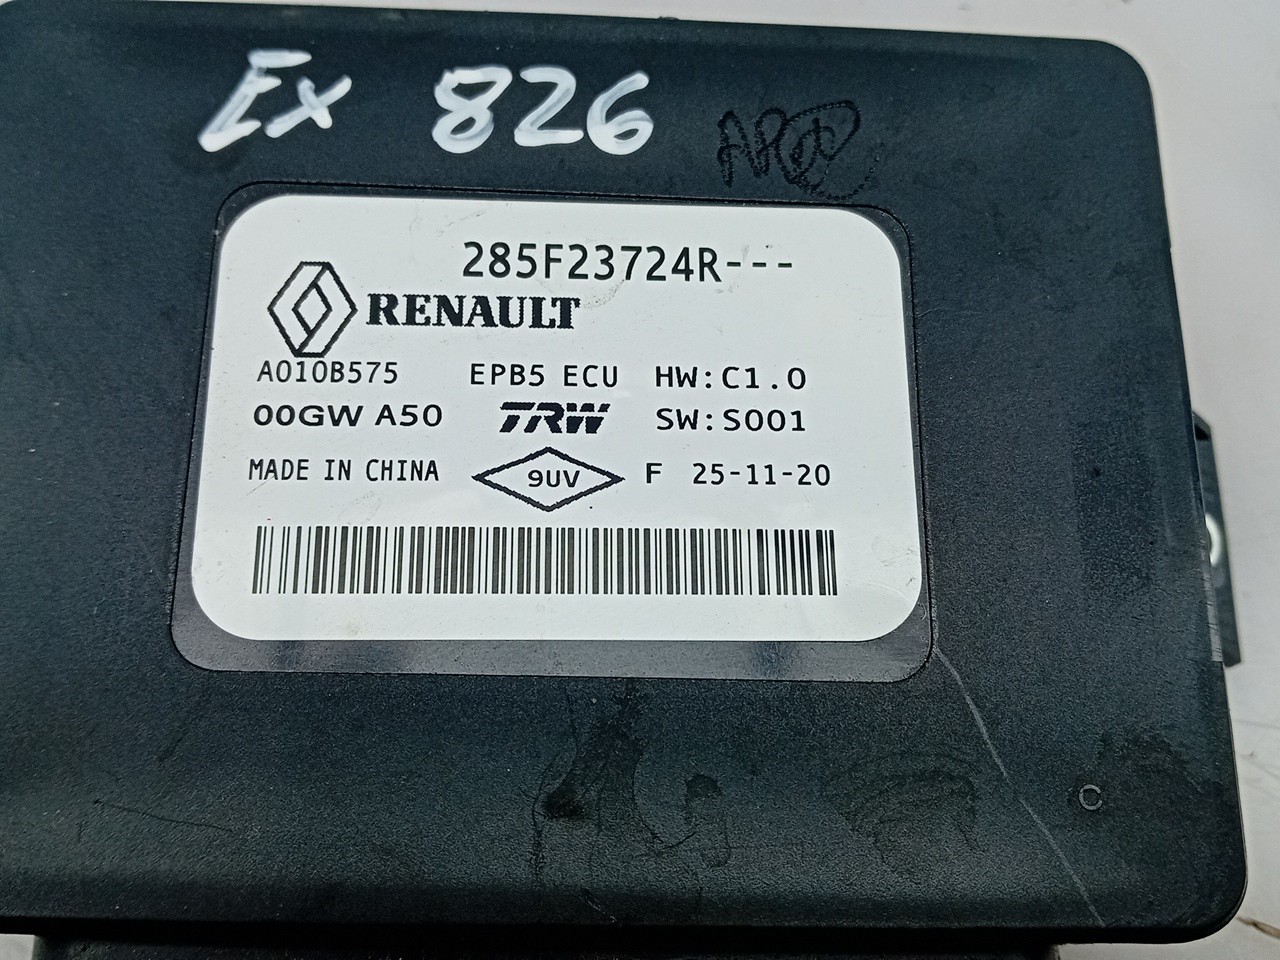 Ex 826
285F23724R---
RENAULT
A010B575 EPB5 ECU HW:C1.0
00GW A50 TRW SW:S001
MADE IN CHINA 9UV F 25-11-20
C